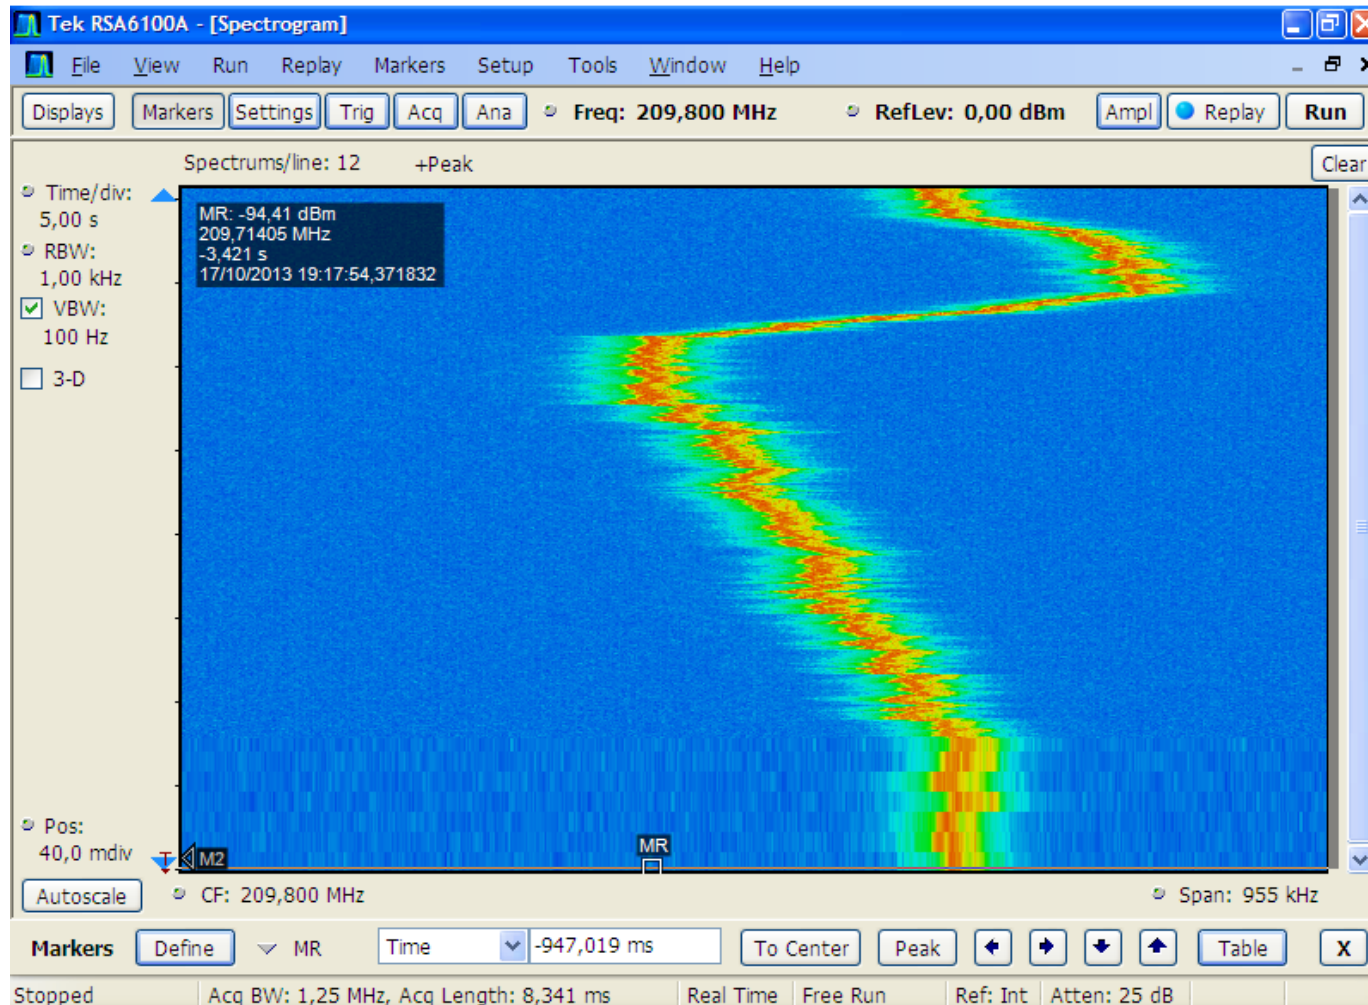 Tek RSA6100A - [Spectrogram]
File View Run Replay Markers Setup Tools Window Help
Displays Markers Settings Trig Acq Ana Freq: 209,800 MHz RefLev: 0,00 dBm Ampl Replay Run
Spectrums/line: 12 +Peak Clear
Time/div:
5,00 s
RBW:
1,00 kHz
VBW:
100 Hz
3-D
MR: -94,41 dBm
209,71405 MHz
-3,421 s
17/10/2013 19:17:54,371832
Pos:
40,0 mdiv
T
M2
MR
Autoscale CF: 209,800 MHz Span: 955 kHz
Markers Define MR Time -947,019 ms To Center Peak Table X
Stopped Acq BW: 1,25 MHz, Acq Length: 8,341 ms Real Time Free Run Ref: Int Atten: 25 dB